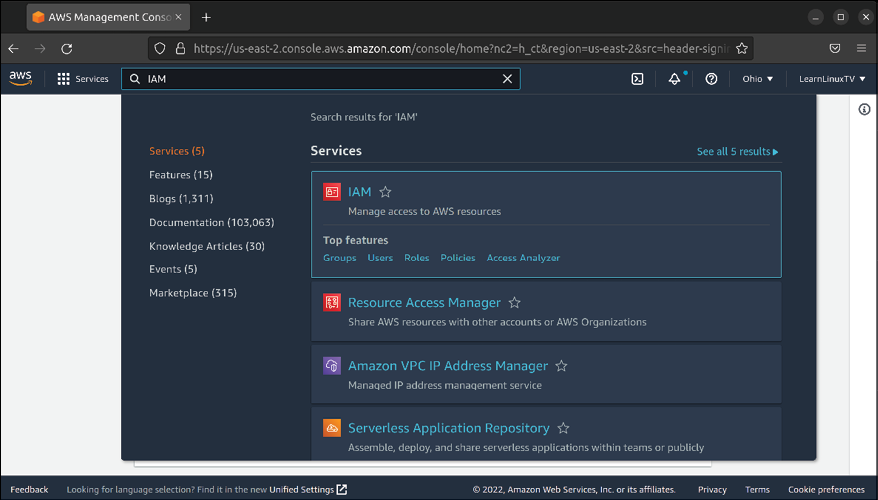 AWS Management Conso
https://us-east-2.console.aws.amazon.com/console/home?nc2=h_ct&region=us-east-2&src=header-signi
aws Services IAM Ohio LearnLinuxTV
Search results for 'IAM'
Services (5)
Features (15)
Blogs (1,311)
Documentation (103,063)
Knowledge Articles (30)
Events (5)
Marketplace (315)
Services See all 5 results
IAM
Manage access to AWS resources
Top features
Groups Users Roles Policies Access Analyzer
Resource Access Manager
Share AWS resources with other accounts or AWS Organizations
Amazon VPC IP Address Manager
Managed IP address management service
Serverless Application Repository
Assemble, deploy, and share serverless applications within teams or publicly
Feedback Looking for language selection? Find it in the new Unified Settings © 2022, Amazon Web Services, Inc. or its affiliates. Privacy Terms Cookie preferences